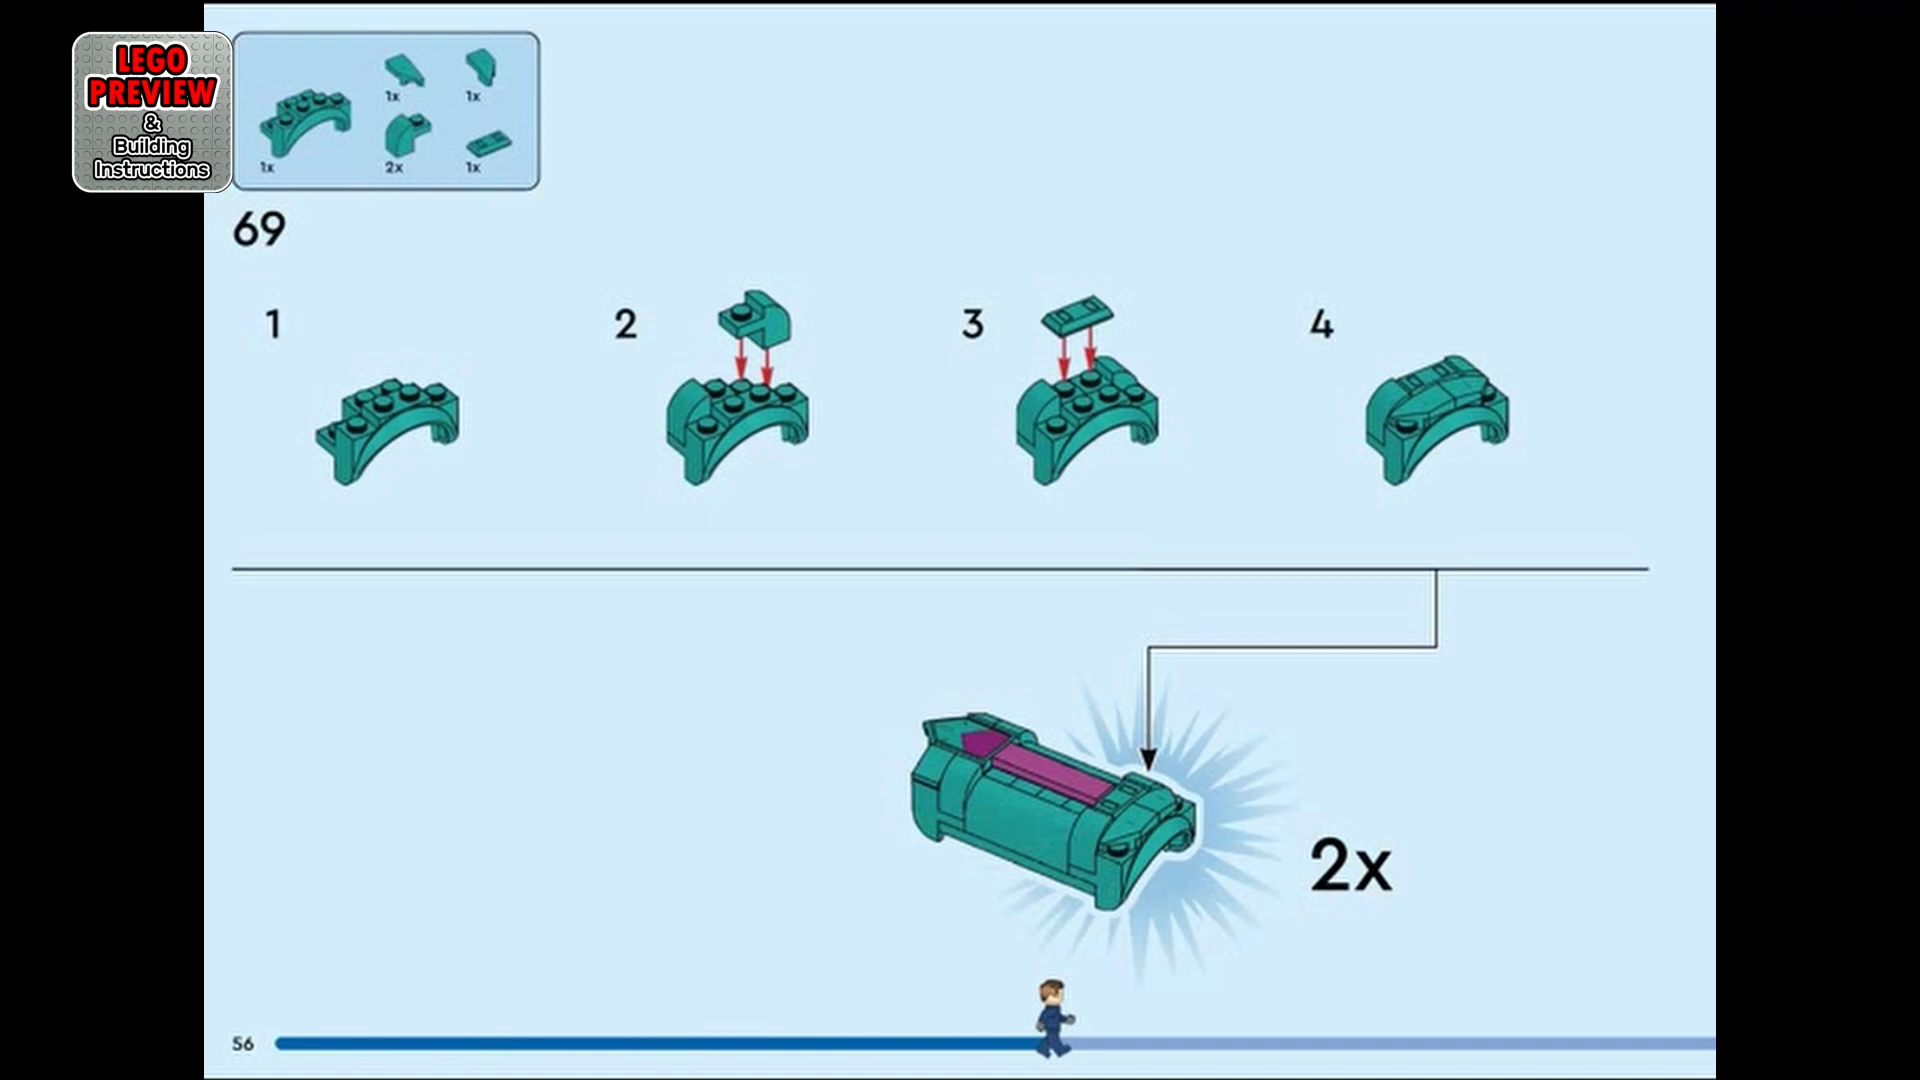 LEGO
PREVIEW
&
Building
Instructions
1x
1x
1x
2x
1x
69
1
2
3
4
2x
56